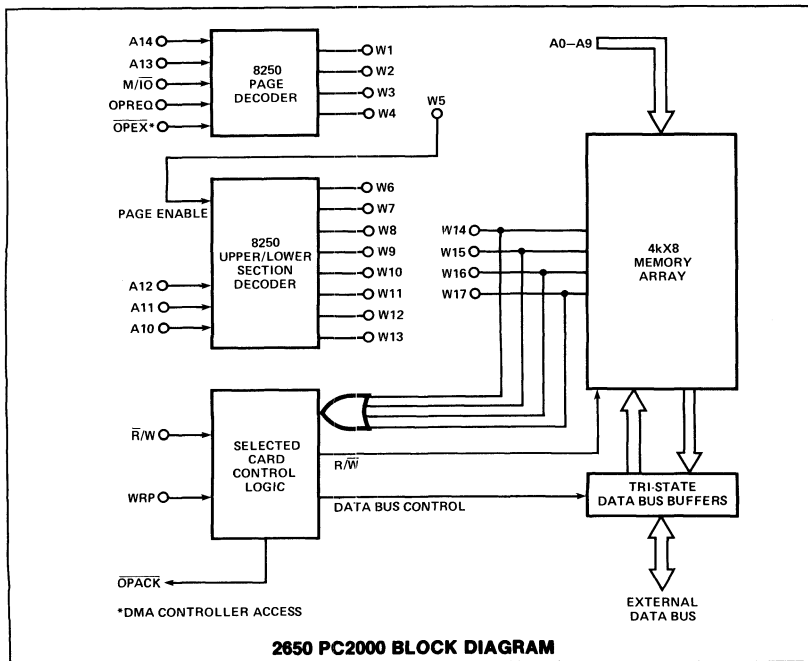 A14
A13
M/I̅O̅
OPREQ
O̅P̅E̅X̅*
8250
PAGE
DECODER
W1
W2
W3
W4
W5
A0–A9
PAGE ENABLE
8250
UPPER/LOWER
SECTION
DECODER
A12
A11
A10
W6
W7
W8
W9
W10
W11
W12
W13
W14
W15
W16
W17
4kX8
MEMORY
ARRAY
R̅/W
WRP
SELECTED
CARD
CONTROL
LOGIC
R/W̅
DATA BUS CONTROL
TRI-STATE
DATA BUS BUFFERS
O̅P̅A̅C̅K̅
*DMA CONTROLLER ACCESS
EXTERNAL
DATA BUS
2650 PC2000 BLOCK DIAGRAM